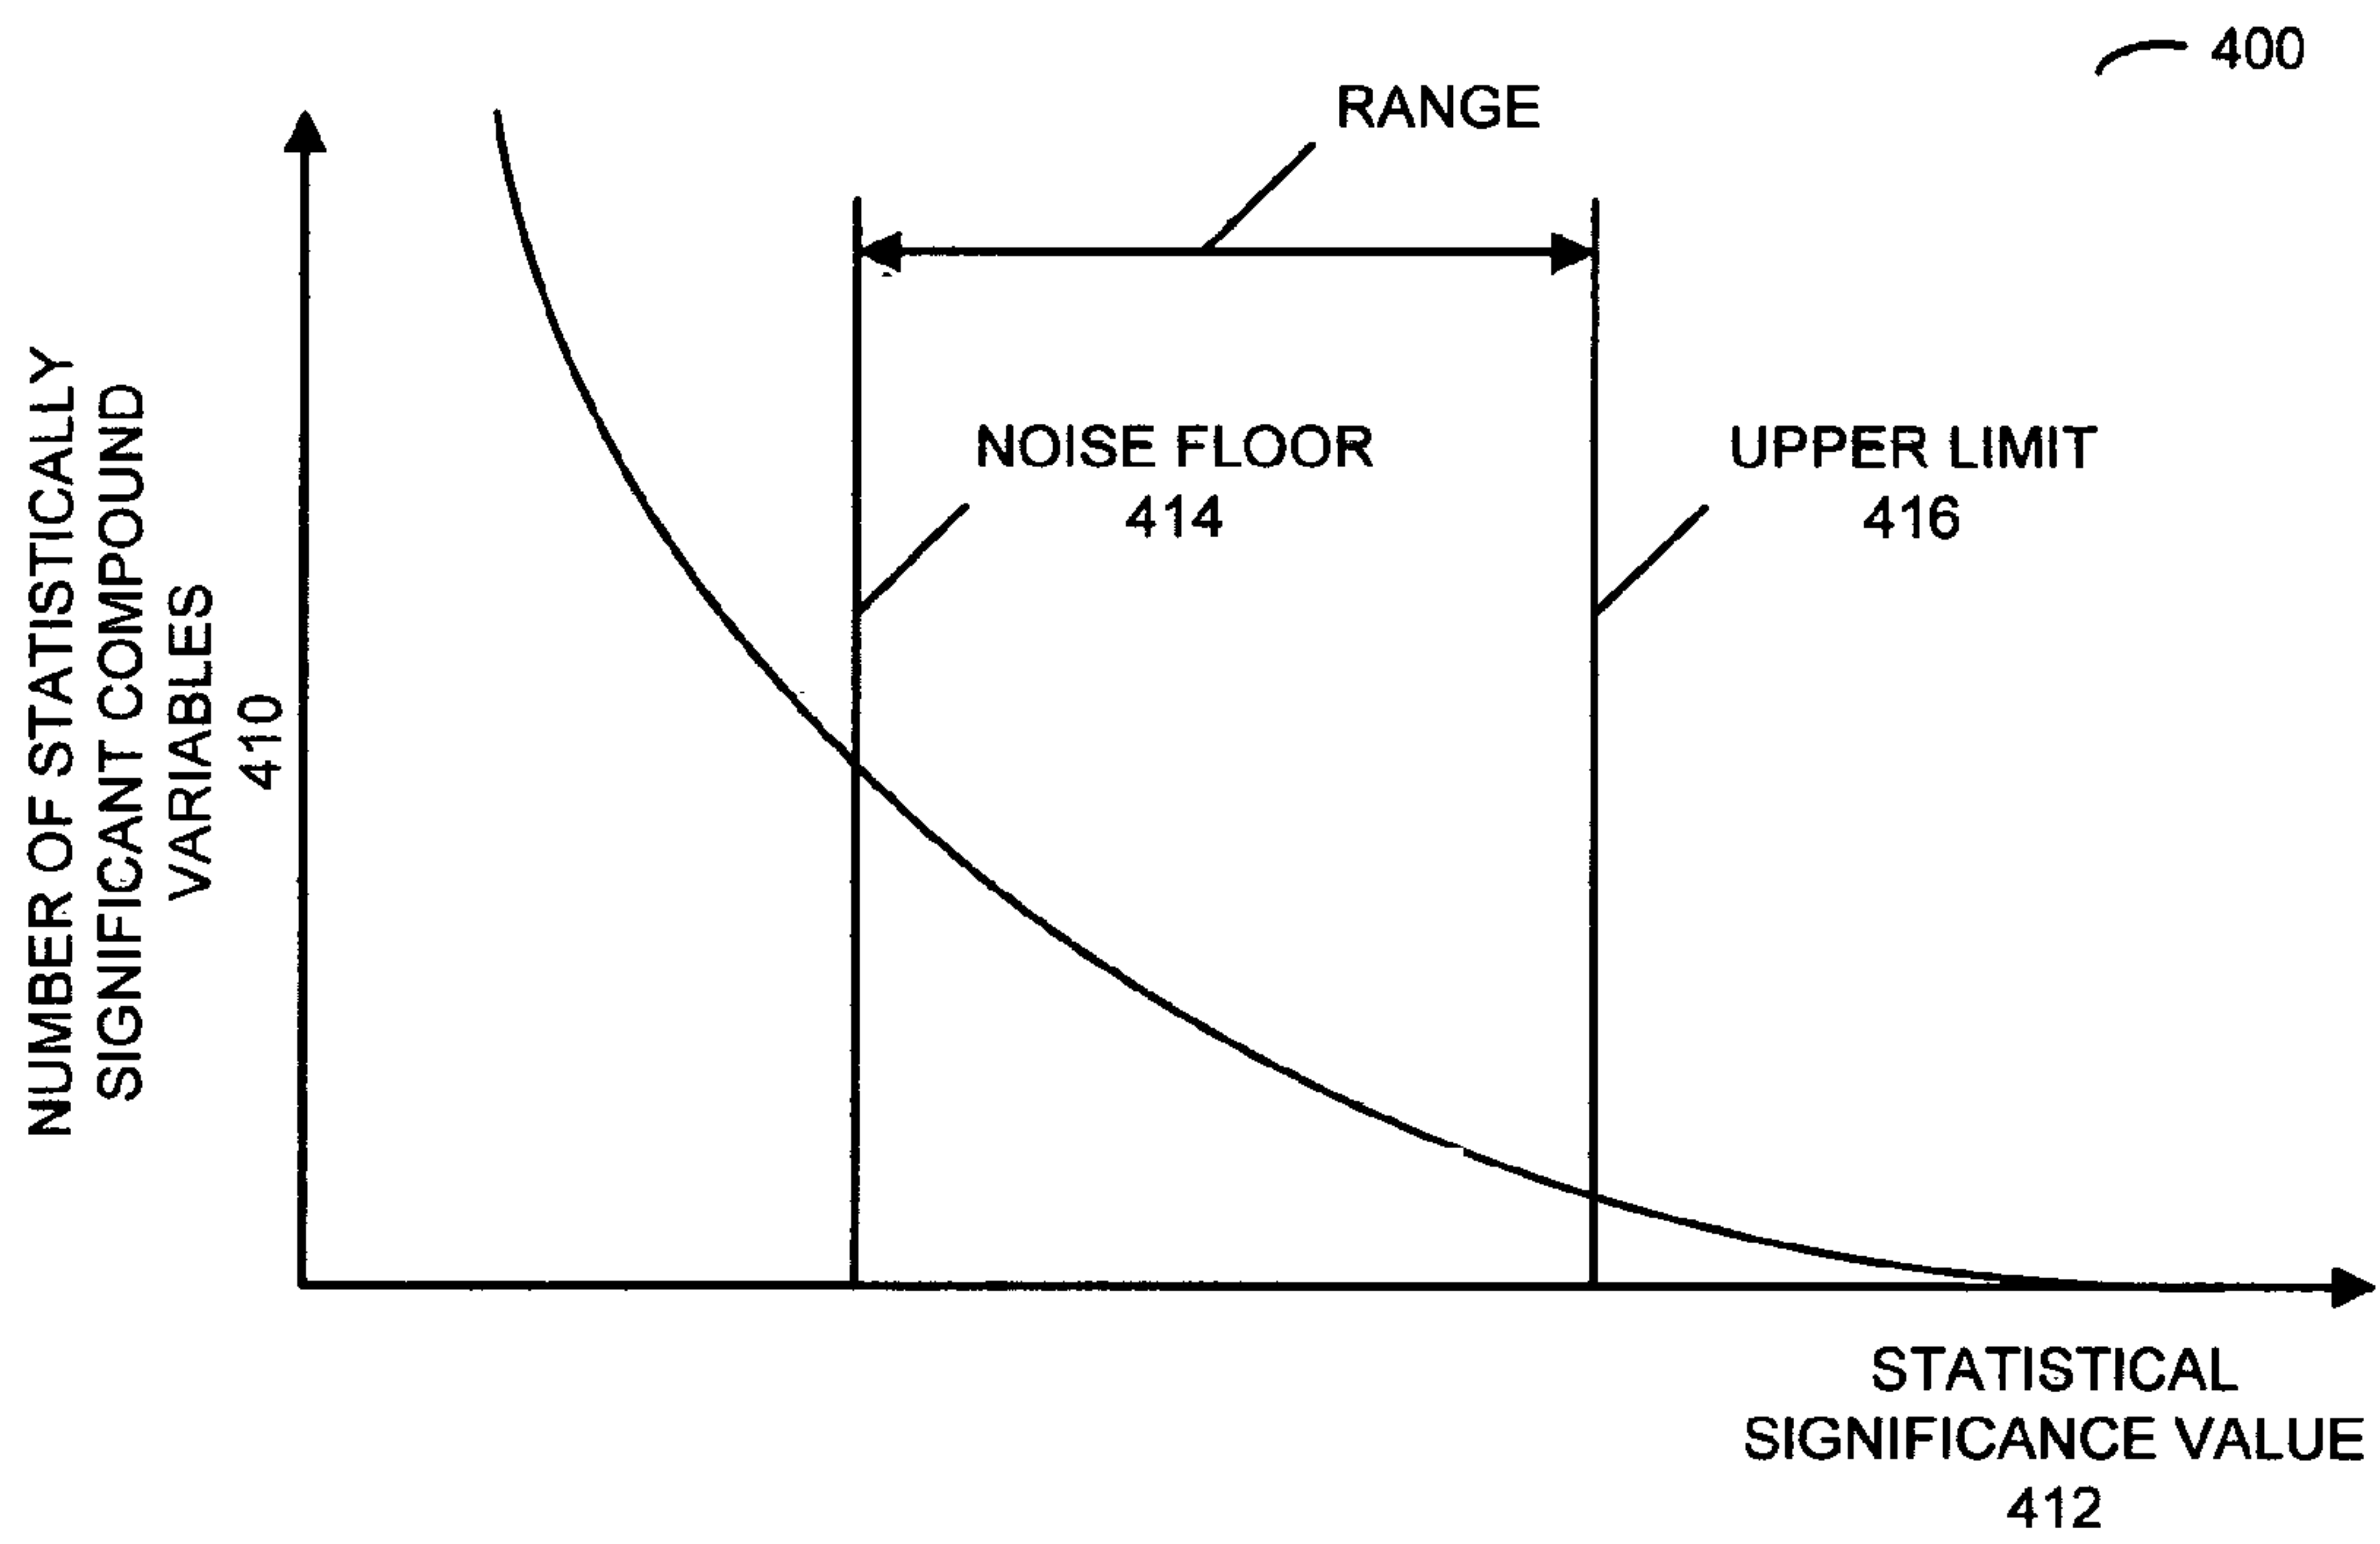 400
RANGE
NOISE FLOOR
414
UPPER LIMIT
416
NUMBER OF STATISTICALLY
SIGNIFICANT COMPOUND
VARIABLES
410
STATISTICAL
SIGNIFICANCE VALUE
412